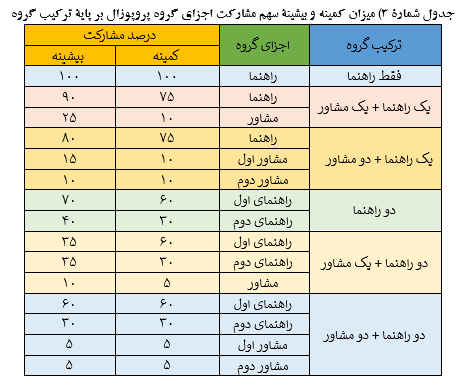 جدول شمارۀ ۳) میزان کمینه و بیشینۀ سهم مشارکت اجزای گروه پروپوزال بر پایۀ ترکیب گروه
ترکیب گروه اجزای گروه درصد مشارکت
کمینه بیشینه
فقط راهنما راهنما ۱۰۰ ۱۰۰
یک راهنما + یک مشاور راهنما ۷۵ ۹۰
مشاور ۱۰ ۲۵
یک راهنما + دو مشاور راهنما ۷۵ ۸۰
مشاور اول ۱۰ ۱۵
مشاور دوم ۱۰ ۱۰
دو راهنما راهنمای اول ۶۰ ۷۰
راهنمای دوم ۳۰ ۴۰
دو راهنما + یک مشاور راهنمای اول ۶۰ ۳۵
راهنمای دوم ۳۰ ۳۵
مشاور ۵ ۱۰
دو راهنما + دو مشاور راهنمای اول ۶۰ ۶۰
راهنمای دوم ۳۰ ۳۰
مشاور اول ۵ ۵
مشاور دوم ۵ ۵